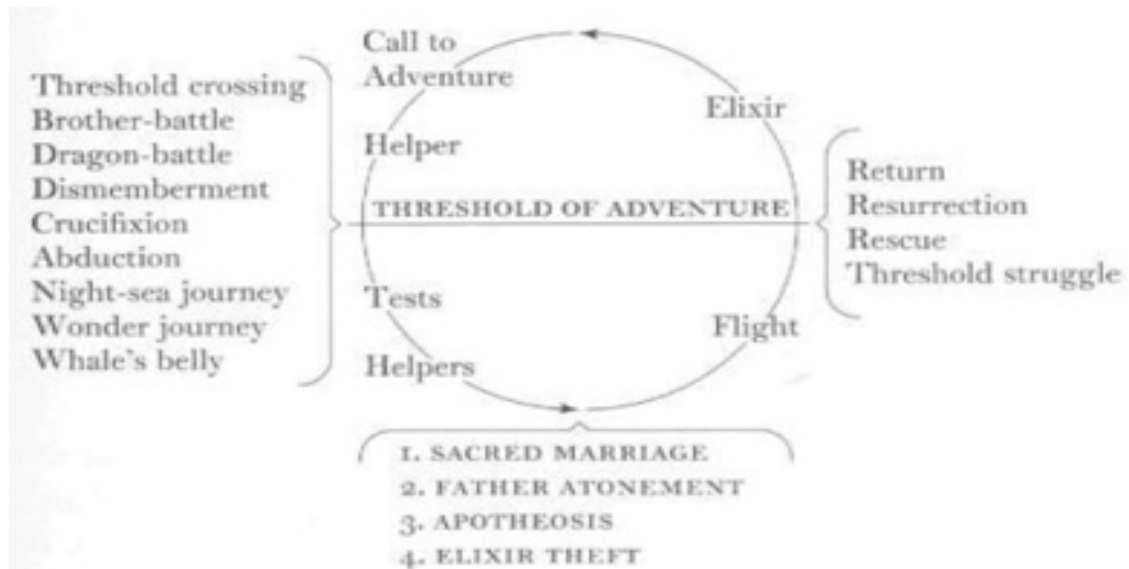 Call to
Adventure
Helper
Threshold crossing
Brother-battle
Dragon-battle
Dismemberment
Crucifixion
Abduction
Night-sea journey
Wonder journey
Whale's belly
THRESHOLD OF ADVENTURE
Tests
Helpers
Elixir
Flight
Return
Resurrection
Rescue
Threshold struggle
1. SACRED MARRIAGE
2. FATHER ATONEMENT
3. APOTHEOSIS
4. ELIXIR THEFT